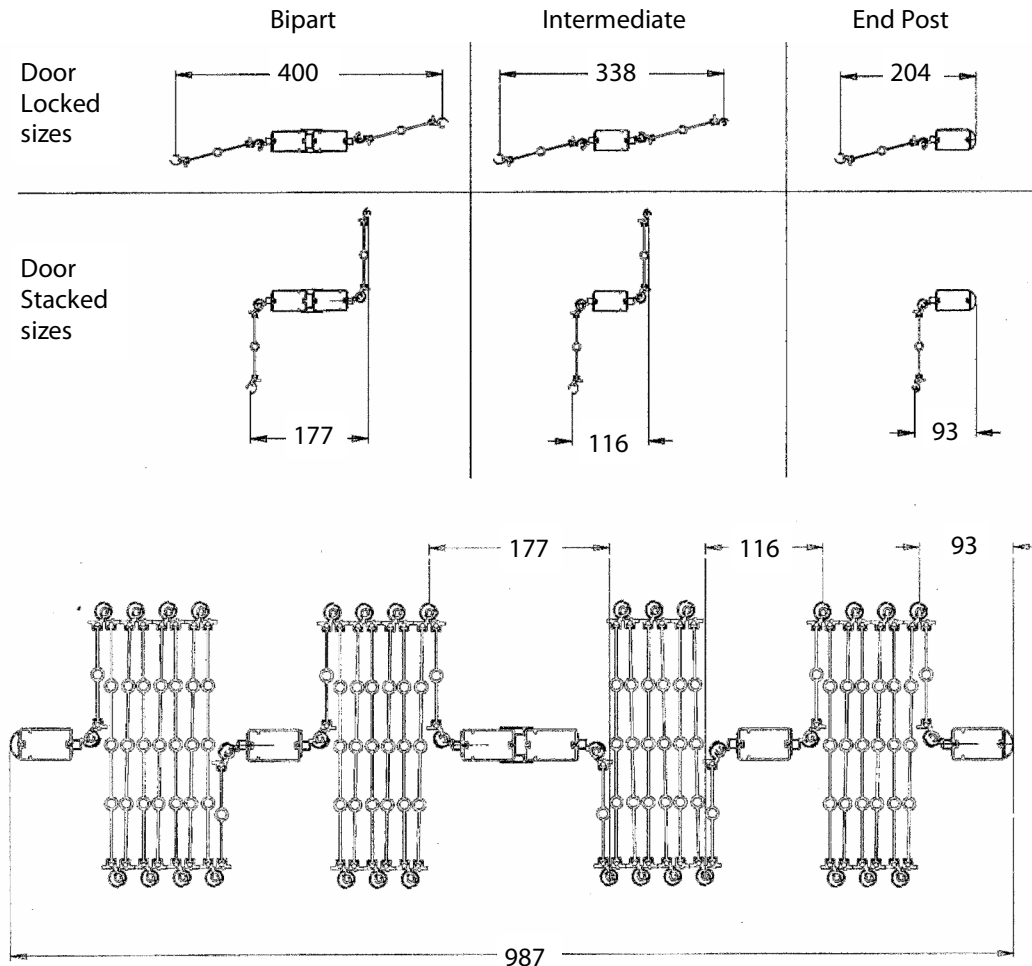 Bipart Intermediate End Post
Door
Locked
sizes
400 338 204
Door
Stacked
sizes
177 116 93
177 116 93
987